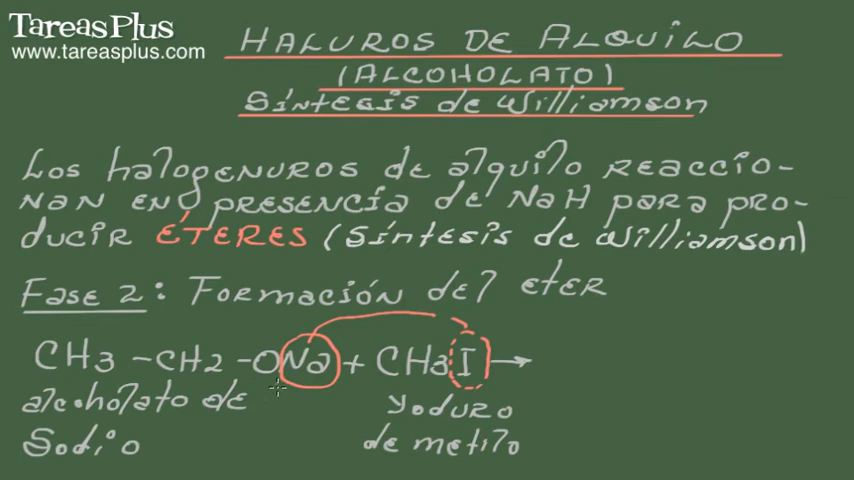 TareasPlus
www.tareasplus.com
HALUROS DE ALQUILO
(ALCOHOLATO)
Síntesis de Williamson
Los halogenuros de alquilo reaccio-
nan en presencia de NaH para pro-
ducir ÉTERES (Síntesis de Williamson)
Fase 2: Formación del eter
CH3 -CH2 -ONa + CH3I →
alcoholato de
Sodio
yoduro
de metilo